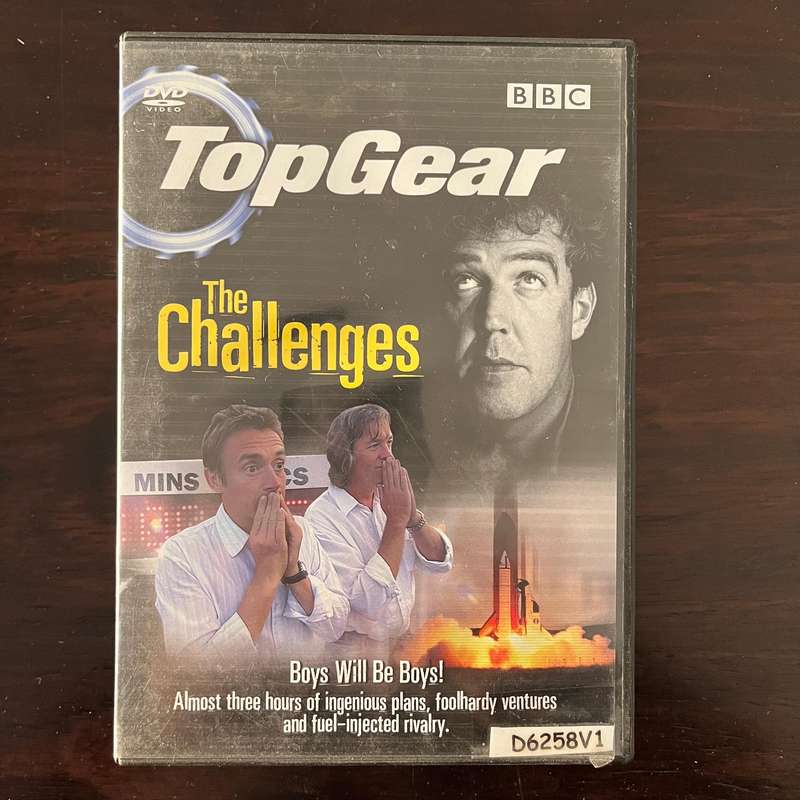 DVD
VIDEO
BBC
TopGear
The
Challenges
MINS
CS
Boys Will Be Boys!
Almost three hours of ingenious plans, foolhardy ventures
and fuel-injected rivalry.
D6258V1